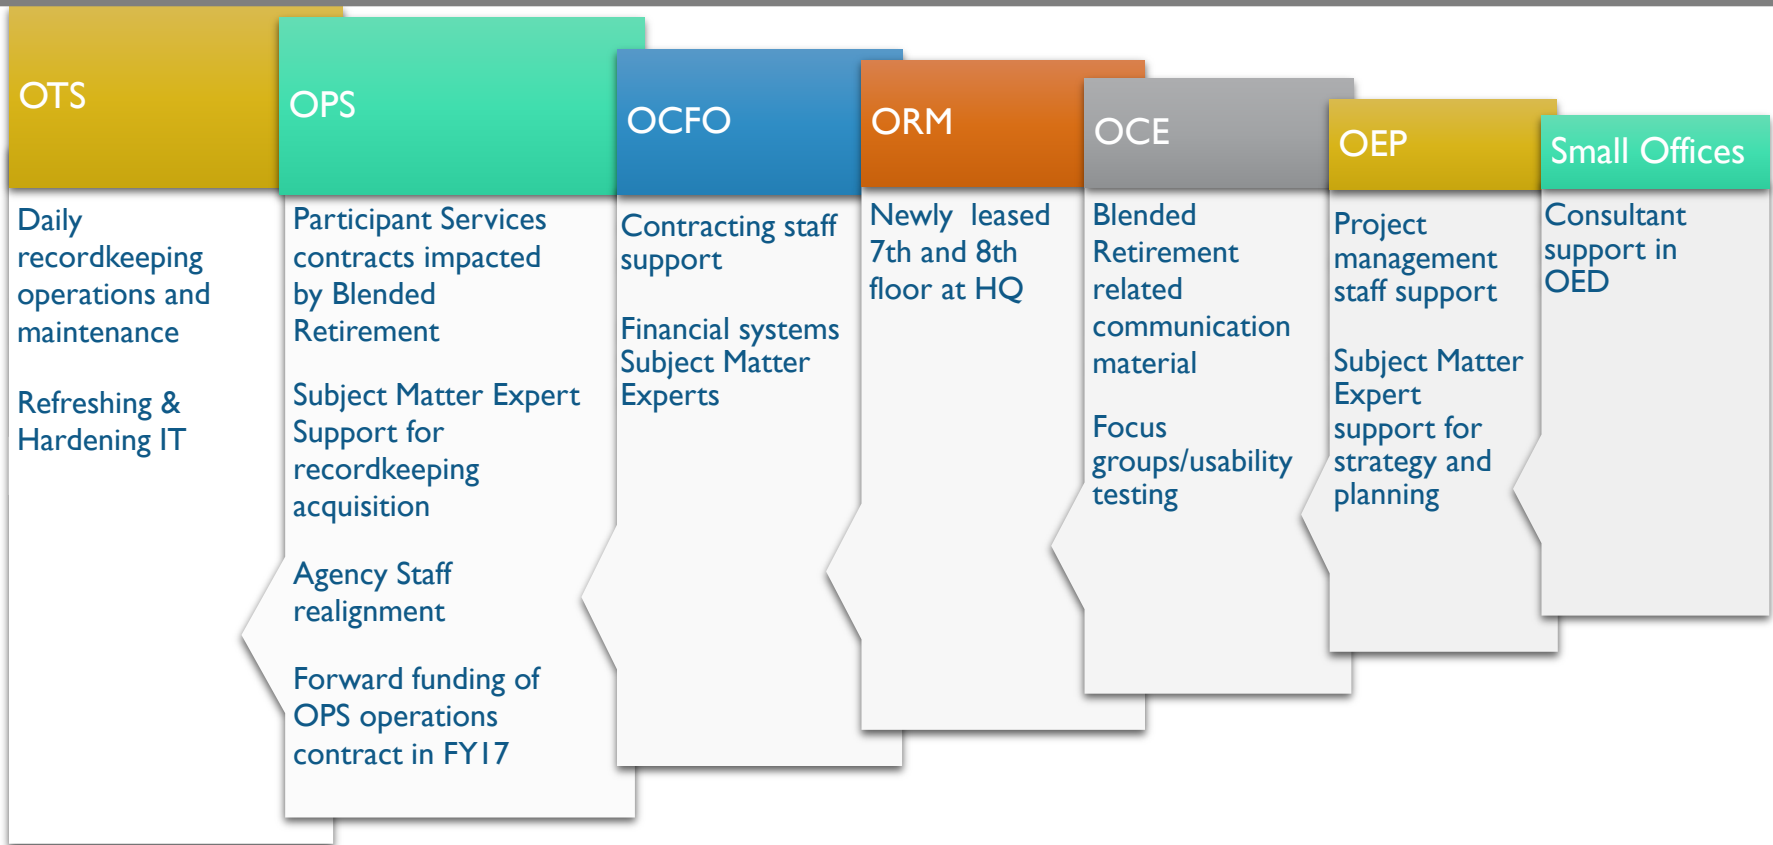 OTS
Daily
recordkeeping
operations and
maintenance
Refreshing &
Hardening IT
OPS
Participant Services
contracts impacted
by Blended
Retirement
Subject Matter Expert
Support for
recordkeeping
acquisition
Agency Staff
realignment
Forward funding of
OPS operations
contract in FY17
OCFO
Contracting staff
support
Financial systems
Subject Matter
Experts
ORM
Newly leased
7th and 8th
floor at HQ
OCE
Blended
Retirement
related
communication
material
Focus
groups/usability
testing
OEP
Project
management
staff support
Subject Matter
Expert
support for
strategy and
planning
Small Offices
Consultant
support in
OED